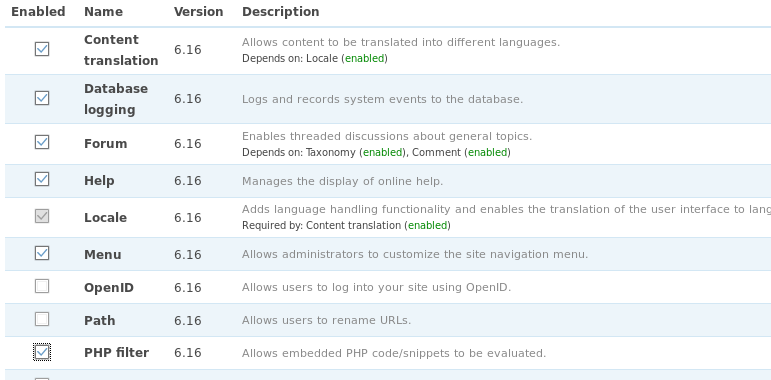 Enabled Name Version Description
Content translation 6.16 Allows content to be translated into different languages.
Depends on: Locale (enabled)
Database logging 6.16 Logs and records system events to the database.
Forum 6.16 Enables threaded discussions about general topics.
Depends on: Taxonomy (enabled), Comment (enabled)
Help 6.16 Manages the display of online help.
Locale 6.16 Adds language handling functionality and enables the translation of the user interface to lang
Required by: Content translation (enabled)
Menu 6.16 Allows administrators to customize the site navigation menu.
OpenID 6.16 Allows users to log into your site using OpenID.
Path 6.16 Allows users to rename URLs.
PHP filter 6.16 Allows embedded PHP code/snippets to be evaluated.